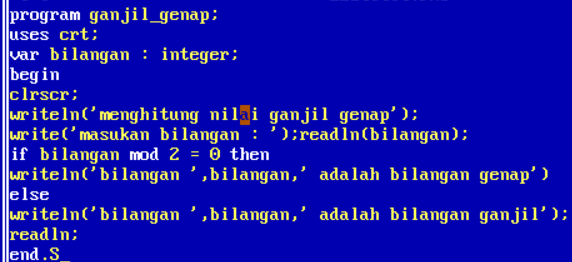 program ganjil_genap;
uses crt;
var bilangan : integer;
begin
clrscr;
writeln('menghitung nilai ganjil genap');
write('masukan bilangan : ');readln(bilangan);
if bilangan mod 2 = 0 then
writeln('bilangan ',bilangan,' adalah bilangan genap')
else
writeln('bilangan ',bilangan,' adalah bilangan ganjil');
readln;
end.S_